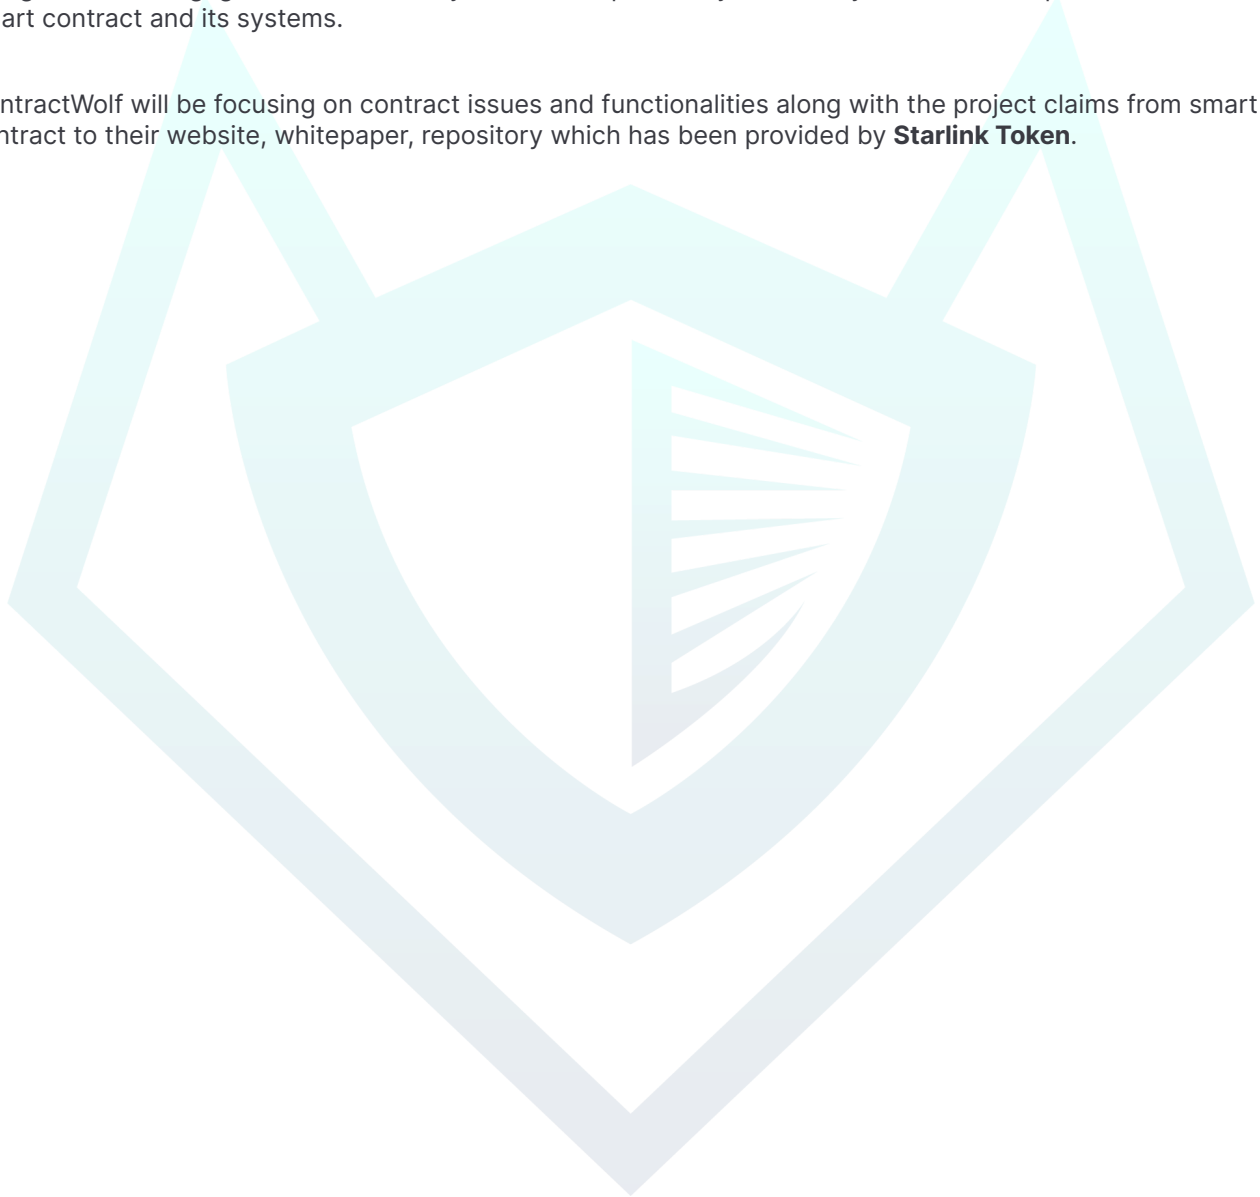 art contract and its systems.
ntractWolf will be focusing on contract issues and functionalities along with the project claims from smart
ntract to their website, whitepaper, repository which has been provided by Starlink Token.